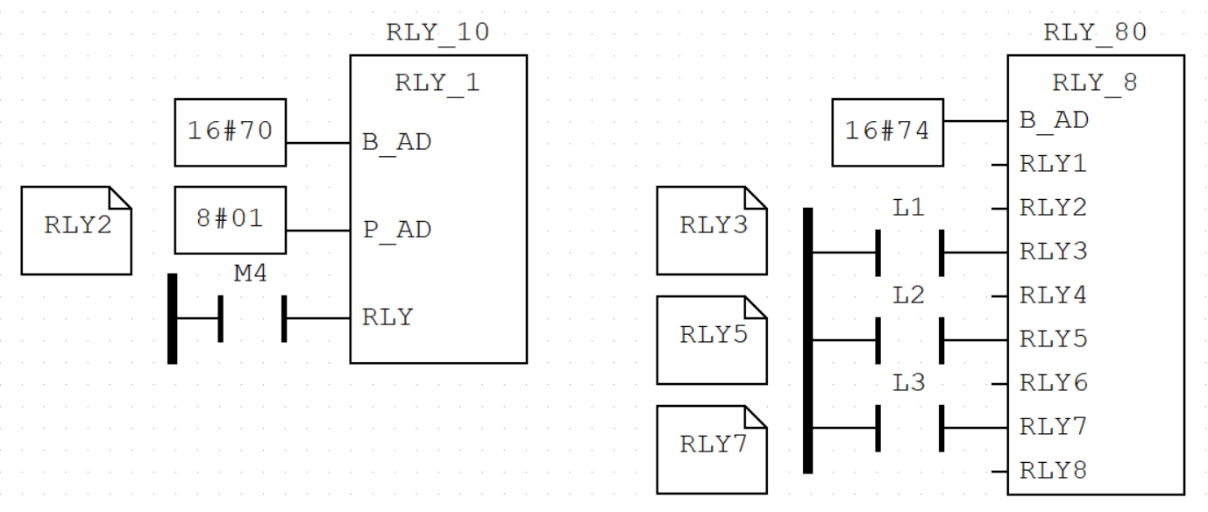 RLY_10
RLY_1
16#70
B_AD
RLY2
8#01
P_AD
M4
RLY
RLY_80
RLY_8
16#74
B_AD
RLY1
RLY2
RLY3
L1
RLY3
L2
RLY4
RLY5
RLY5
L3
RLY6
RLY7
RLY7
RLY8